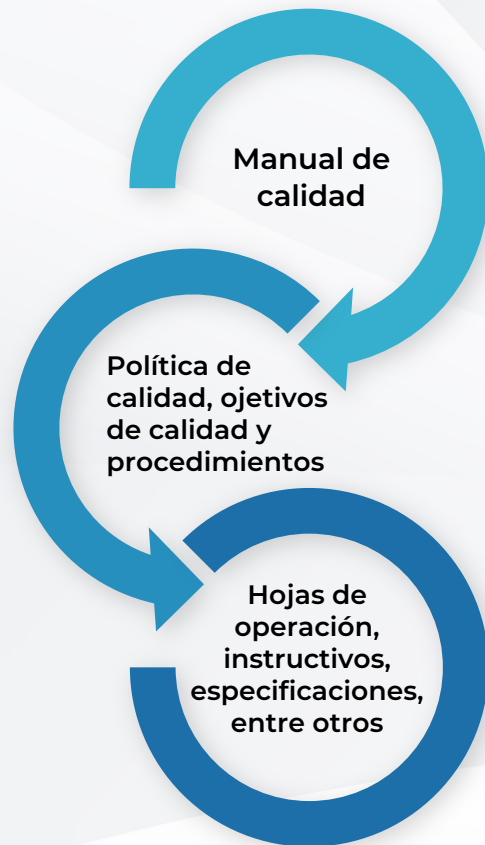 Manual de
calidad
Política de
calidad, ojetivos
de calidad y
procedimientos
Hojas de
operación,
instructivos,
especificaciones,
entre otros